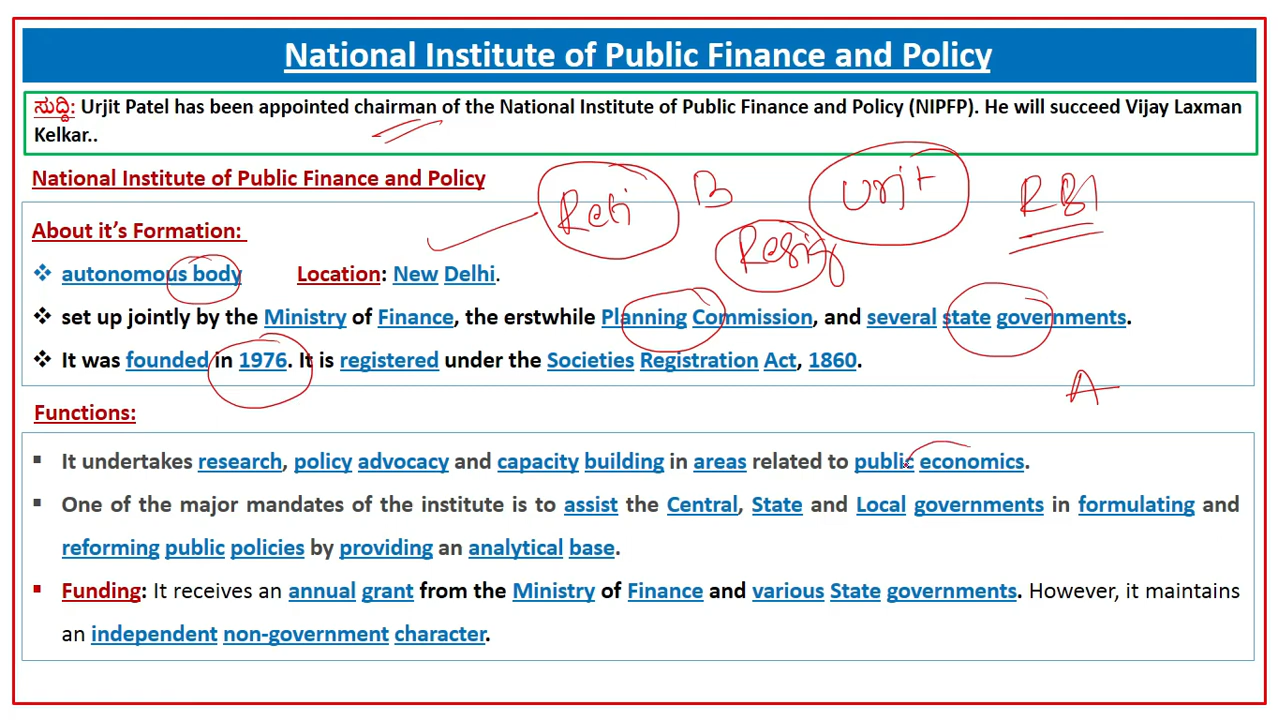 National Institute of Public Finance and Policy
ಸುದ್ದಿ: Urjit Patel has been appointed chairman of the National Institute of Public Finance and Policy (NIPFP). He will succeed Vijay Laxman
Kelkar..
National Institute of Public Finance and Policy
B
Urjit
RBI
About it's Formation:
❖ autonomous body Location: New Delhi.
❖ set up jointly by the Ministry of Finance, the erstwhile Planning Commission, and several state governments.
❖ It was founded in 1976. It is registered under the Societies Registration Act, 1860.
A
Functions:
▪ It undertakes research, policy advocacy and capacity building in areas related to public economics.
▪ One of the major mandates of the institute is to assist the Central, State and Local governments in formulating and
reforming public policies by providing an analytical base.
▪ Funding: It receives an annual grant from the Ministry of Finance and various State governments. However, it maintains
an independent non-government character.